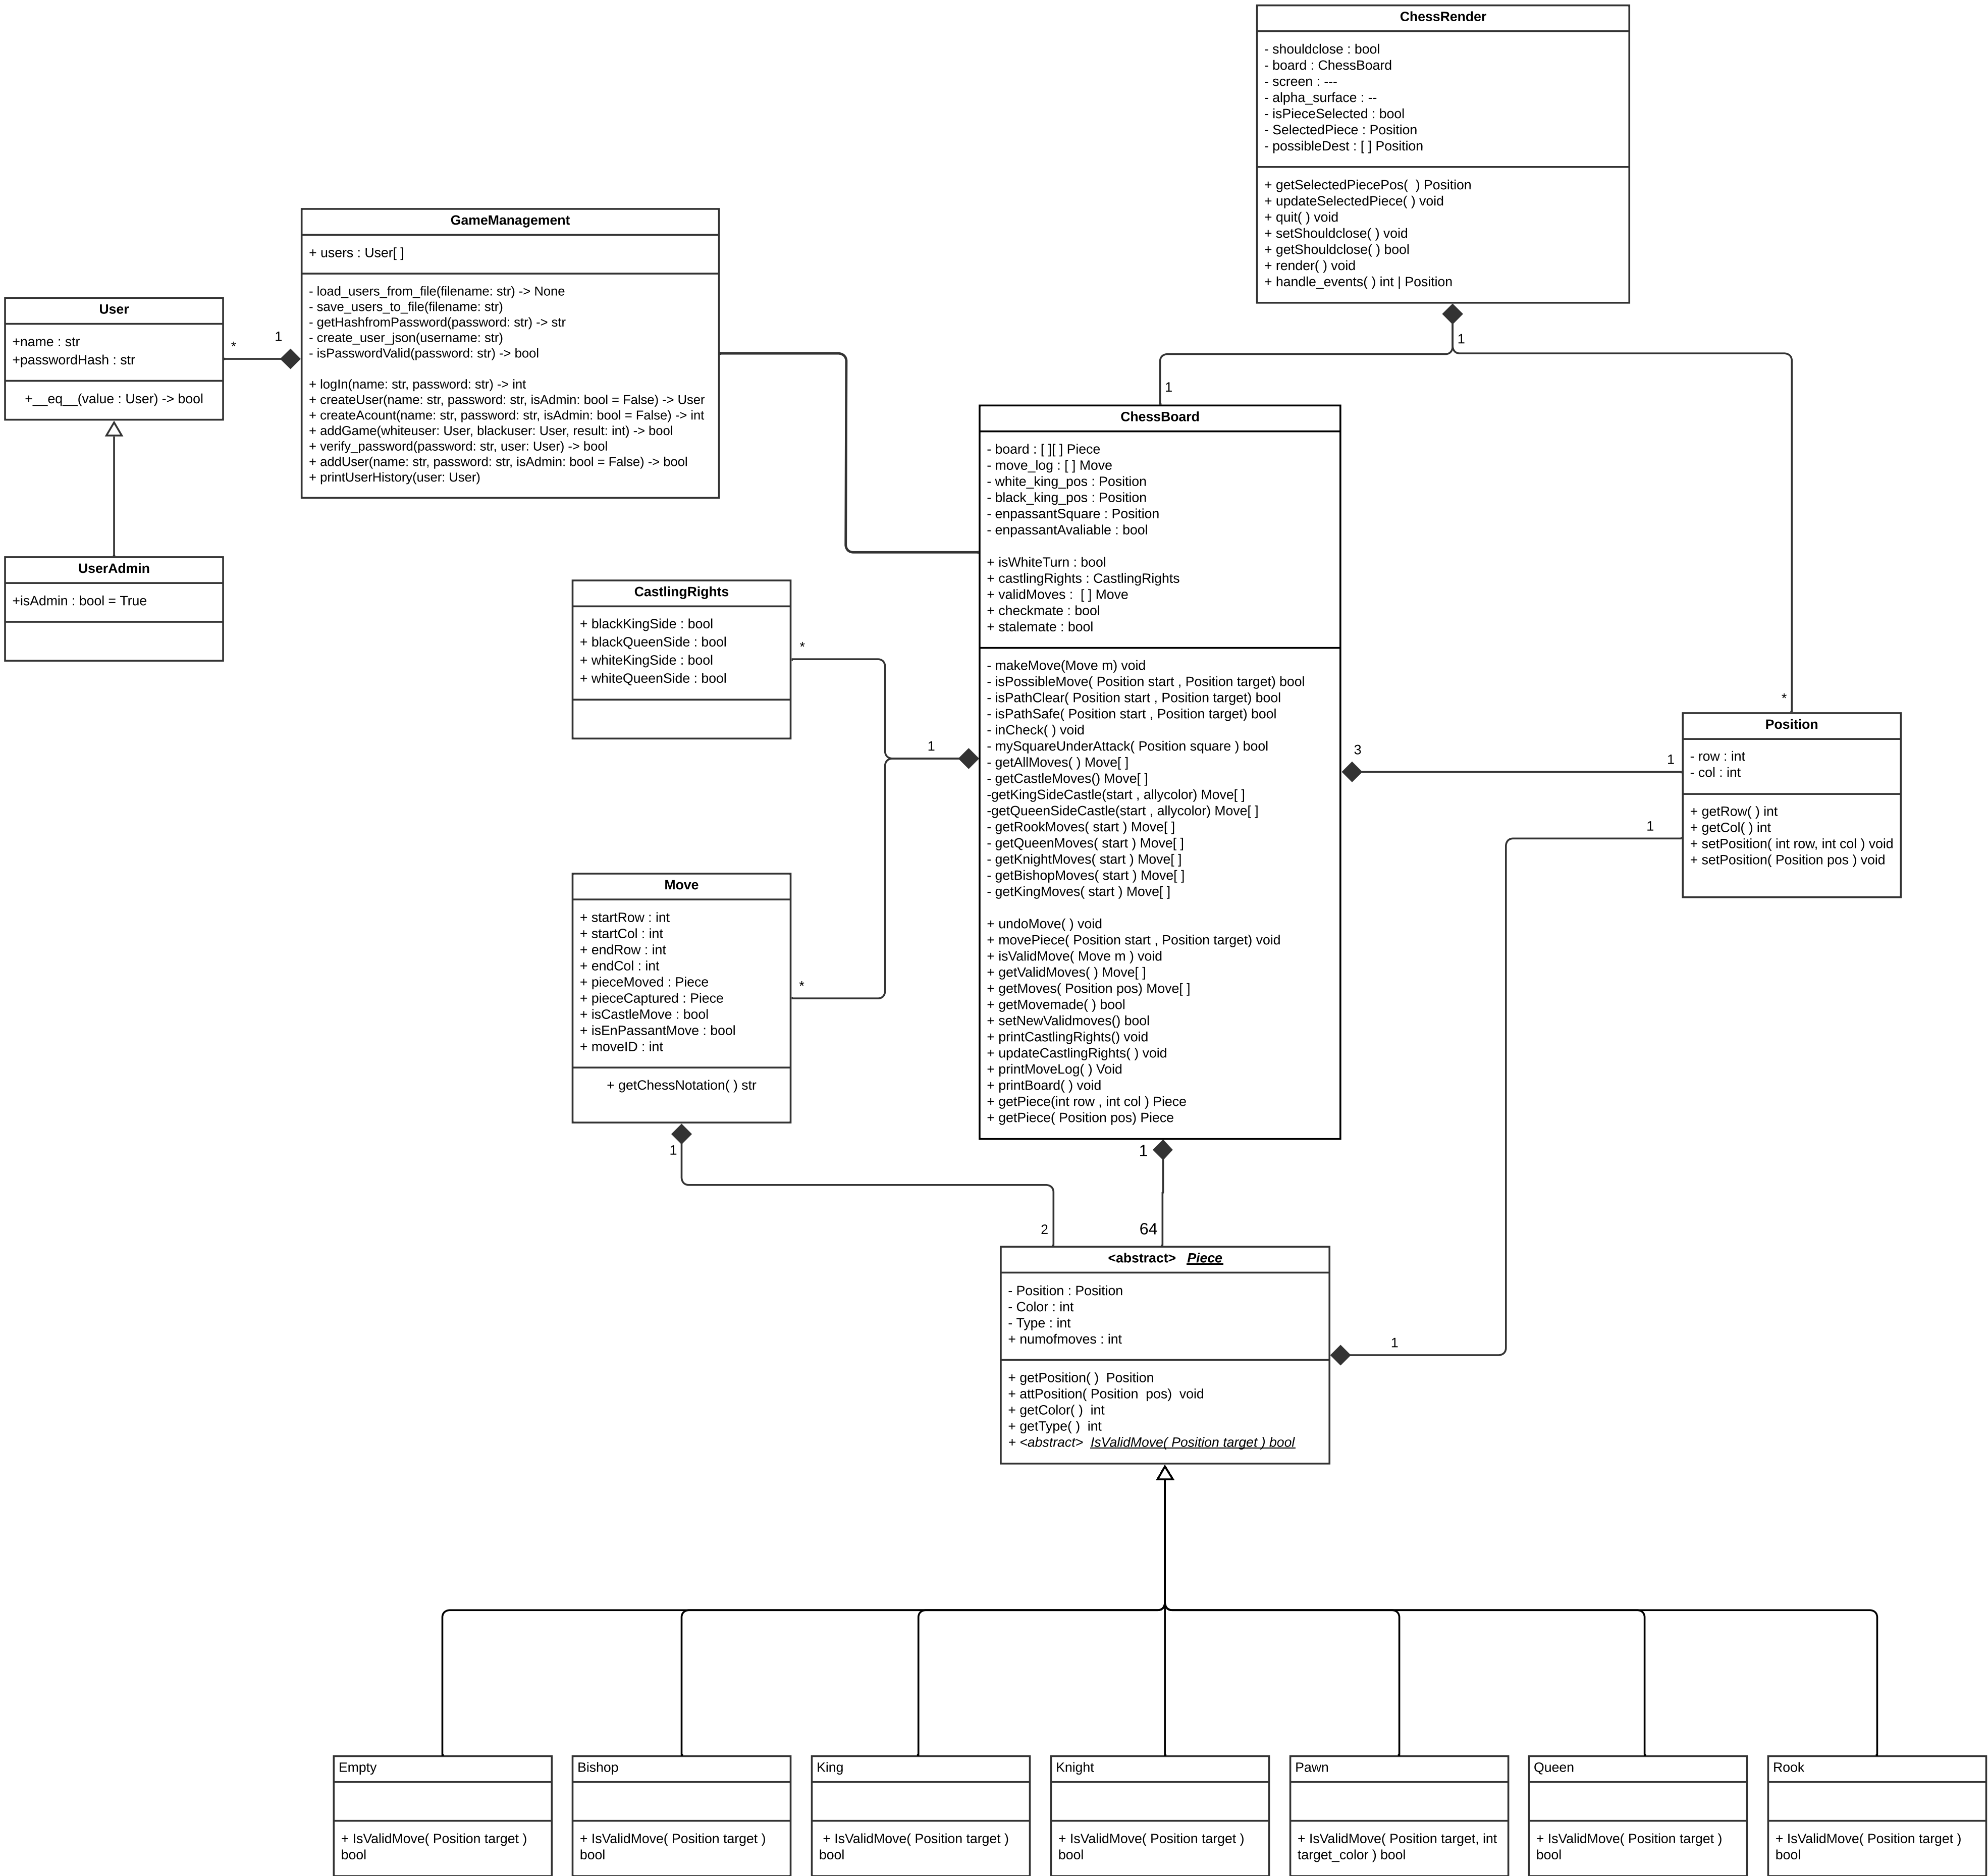 ChessRender
- shouldclose : bool
- board : ChessBoard
- screen : ---
- alpha_surface : --
- isPieceSelected : bool
- SelectedPiece : Position
- possibleDest : [ ] Position
+ getSelectedPiecePos(  ) Position
+ updateSelectedPiece( ) void
+ quit( ) void
+ setShouldclose( ) void
+ getShouldclose( ) bool
+ render( ) void
+ handle_events( ) int | Position
1
1
*
GameManagement
+ users : User[ ]
- load_users_from_file(filename: str) -> None
- save_users_to_file(filename: str)
- getHashfromPassword(password: str) -> str
- create_user_json(username: str)
- isPasswordValid(password: str) -> bool
+ logIn(name: str, password: str) -> int
+ createUser(name: str, password: str, isAdmin: bool = False) -> User
+ createAcount(name: str, password: str, isAdmin: bool = False) -> int
+ addGame(whiteuser: User, blackuser: User, result: int) -> bool
+ verify_password(password: str, user: User) -> bool
+ addUser(name: str, password: str, isAdmin: bool = False) -> bool
+ printUserHistory(user: User)
User
+name : str
+passwordHash : str
+__eq__(value : User) -> bool
*
1
UserAdmin
+isAdmin : bool = True
ChessBoard
- board : [ ][ ] Piece
- move_log : [ ] Move
- white_king_pos : Position
- black_king_pos : Position
- enpassantSquare : Position
- enpassantAvaliable : bool
+ isWhiteTurn : bool
+ castlingRights : CastlingRights
+ validMoves :  [ ] Move
+ checkmate : bool
+ stalemate : bool
- makeMove(Move m) void
- isPossibleMove( Position start , Position target) bool
- isPathClear( Position start , Position target) bool
- isPathSafe( Position start , Position target) bool
- inCheck( ) void
- mySquareUnderAttack( Position square ) bool
- getAllMoves( ) Move[ ]
- getCastleMoves() Move[ ]
-getKingSideCastle(start , allycolor) Move[ ]
-getQueenSideCastle(start , allycolor) Move[ ]
- getRookMoves( start ) Move[ ]
- getQueenMoves( start ) Move[ ]
- getKnightMoves( start ) Move[ ]
- getBishopMoves( start ) Move[ ]
- getKingMoves( start ) Move[ ]
+ undoMove( ) void
+ movePiece( Position start , Position target) void
+ isValidMove( Move m ) void
+ getValidMoves( ) Move[ ]
+ getMoves( Position pos) Move[ ]
+ getMovemade( ) bool
+ setNewValidmoves() bool
+ printCastlingRights() void
+ updateCastlingRights( ) void
+ printMoveLog( ) Void
+ printBoard( ) void
+ getPiece(int row , int col ) Piece
+ getPiece( Position pos) Piece
CastlingRights
+ blackKingSide : bool
+ blackQueenSide : bool
+ whiteKingSide : bool
+ whiteQueenSide : bool
*
1
Move
+ startRow : int
+ startCol : int
+ endRow : int
+ endCol : int
+ pieceMoved : Piece
+ pieceCaptured : Piece
+ isCastleMove : bool
+ isEnPassantMove : bool
+ moveID : int
+ getChessNotation( ) str
*
1
2
1
64
Position
- row : int
- col : int
+ getRow( ) int
+ getCol( ) int
+ setPosition( int row, int col ) void
+ setPosition( Position pos ) void
3
1
1
1
<abstract>   Piece
- Position : Position
- Color : int
- Type : int
+ numofmoves : int
+ getPosition( )  Position
+ attPosition( Position  pos)  void
+ getColor( )  int
+ getType( )  int
+ <abstract>  IsValidMove( Position target ) bool
Empty
+ IsValidMove( Position target )
bool
Bishop
+ IsValidMove( Position target )
bool
King
+ IsValidMove( Position target )
bool
Knight
+ IsValidMove( Position target )
bool
Pawn
+ IsValidMove( Position target, int
target_color ) bool
Queen
+ IsValidMove( Position target )
bool
Rook
+ IsValidMove( Position target )
bool